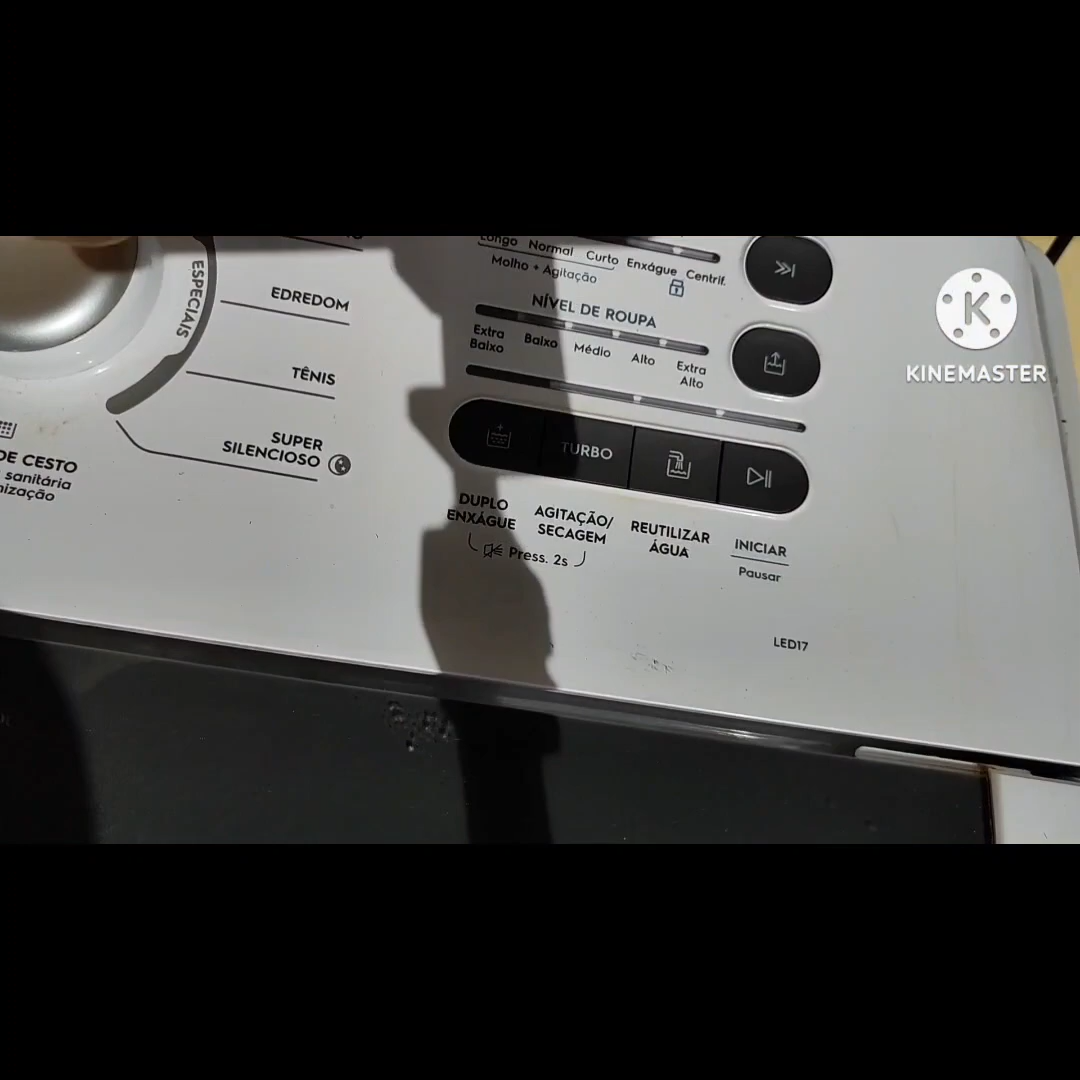 Longo Normal Curto Enxágue Centrif.
Molho + Agitação
NÍVEL DE ROUPA
Extra Baixo
Baixo
Médio
Alto
Extra Alto
ESPECIAIS
EDREDOM
TÊNIS
SUPER
SILENCIOSO
DE CESTO
sanitária
TURBO
DUPLO
ENXÁGUE
AGITAÇÃO/
SECAGEM
REUTILIZAR
ÁGUA
INICIAR
Pausar
Press. 2s
LED17
K
KINEMASTER